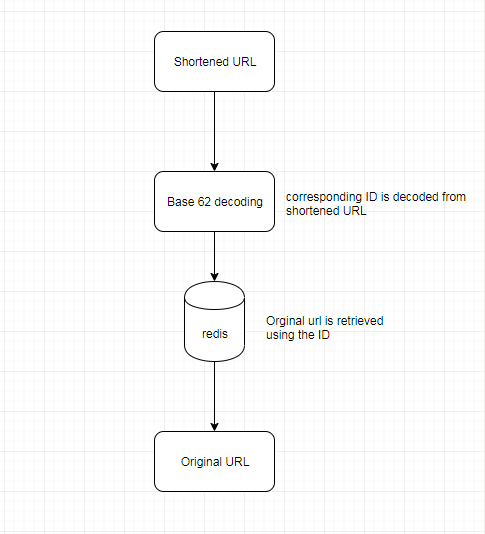 Shortened URL
Base 62 decoding
corresponding ID is decoded from
shortened URL
redis
Orginal url is retrieved
using the ID
Original URL